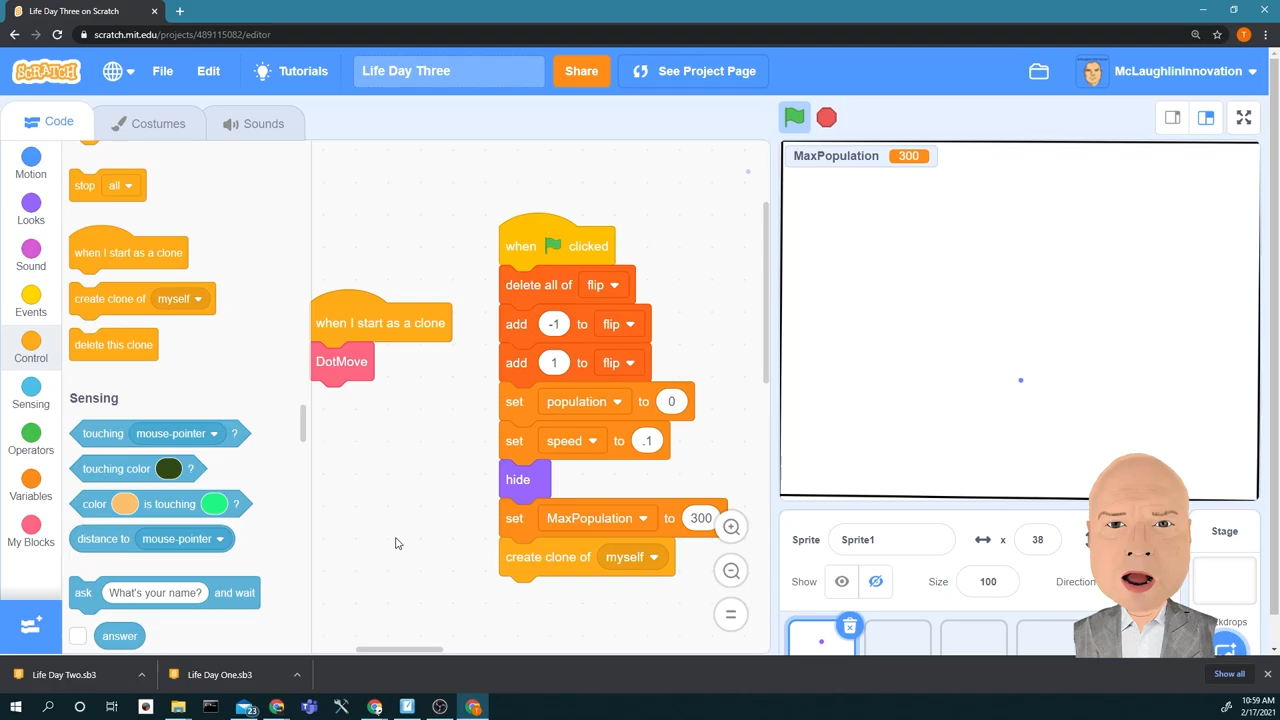 Life Day Three on Scratch
scratch.mit.edu/projects/489115082/editor
T
SCRATCH
File
Edit
Tutorials
Life Day Three
Share
See Project Page
McLaughlinInnovation
Code
Costumes
Sounds
Motion
Looks
Sound
Events
Control
Sensing
Operators
Variables
My Blocks
stop all
when I start as a clone
create clone of myself
delete this clone
Sensing
touching mouse-pointer ?
touching color ?
color is touching ?
distance to mouse-pointer
ask What's your name? and wait
answer
when I start as a clone
DotMove
when clicked
delete all of flip
add -1 to flip
add 1 to flip
set population to 0
set speed to .1
hide
set MaxPopulation to 300
create clone of myself
MaxPopulation 300
Sprite Sprite1 x 38
Show Size 100 Direction
Stage
Life Day Two.sb3
Life Day One.sb3
Show all
23
10:59 AM
2/17/2021